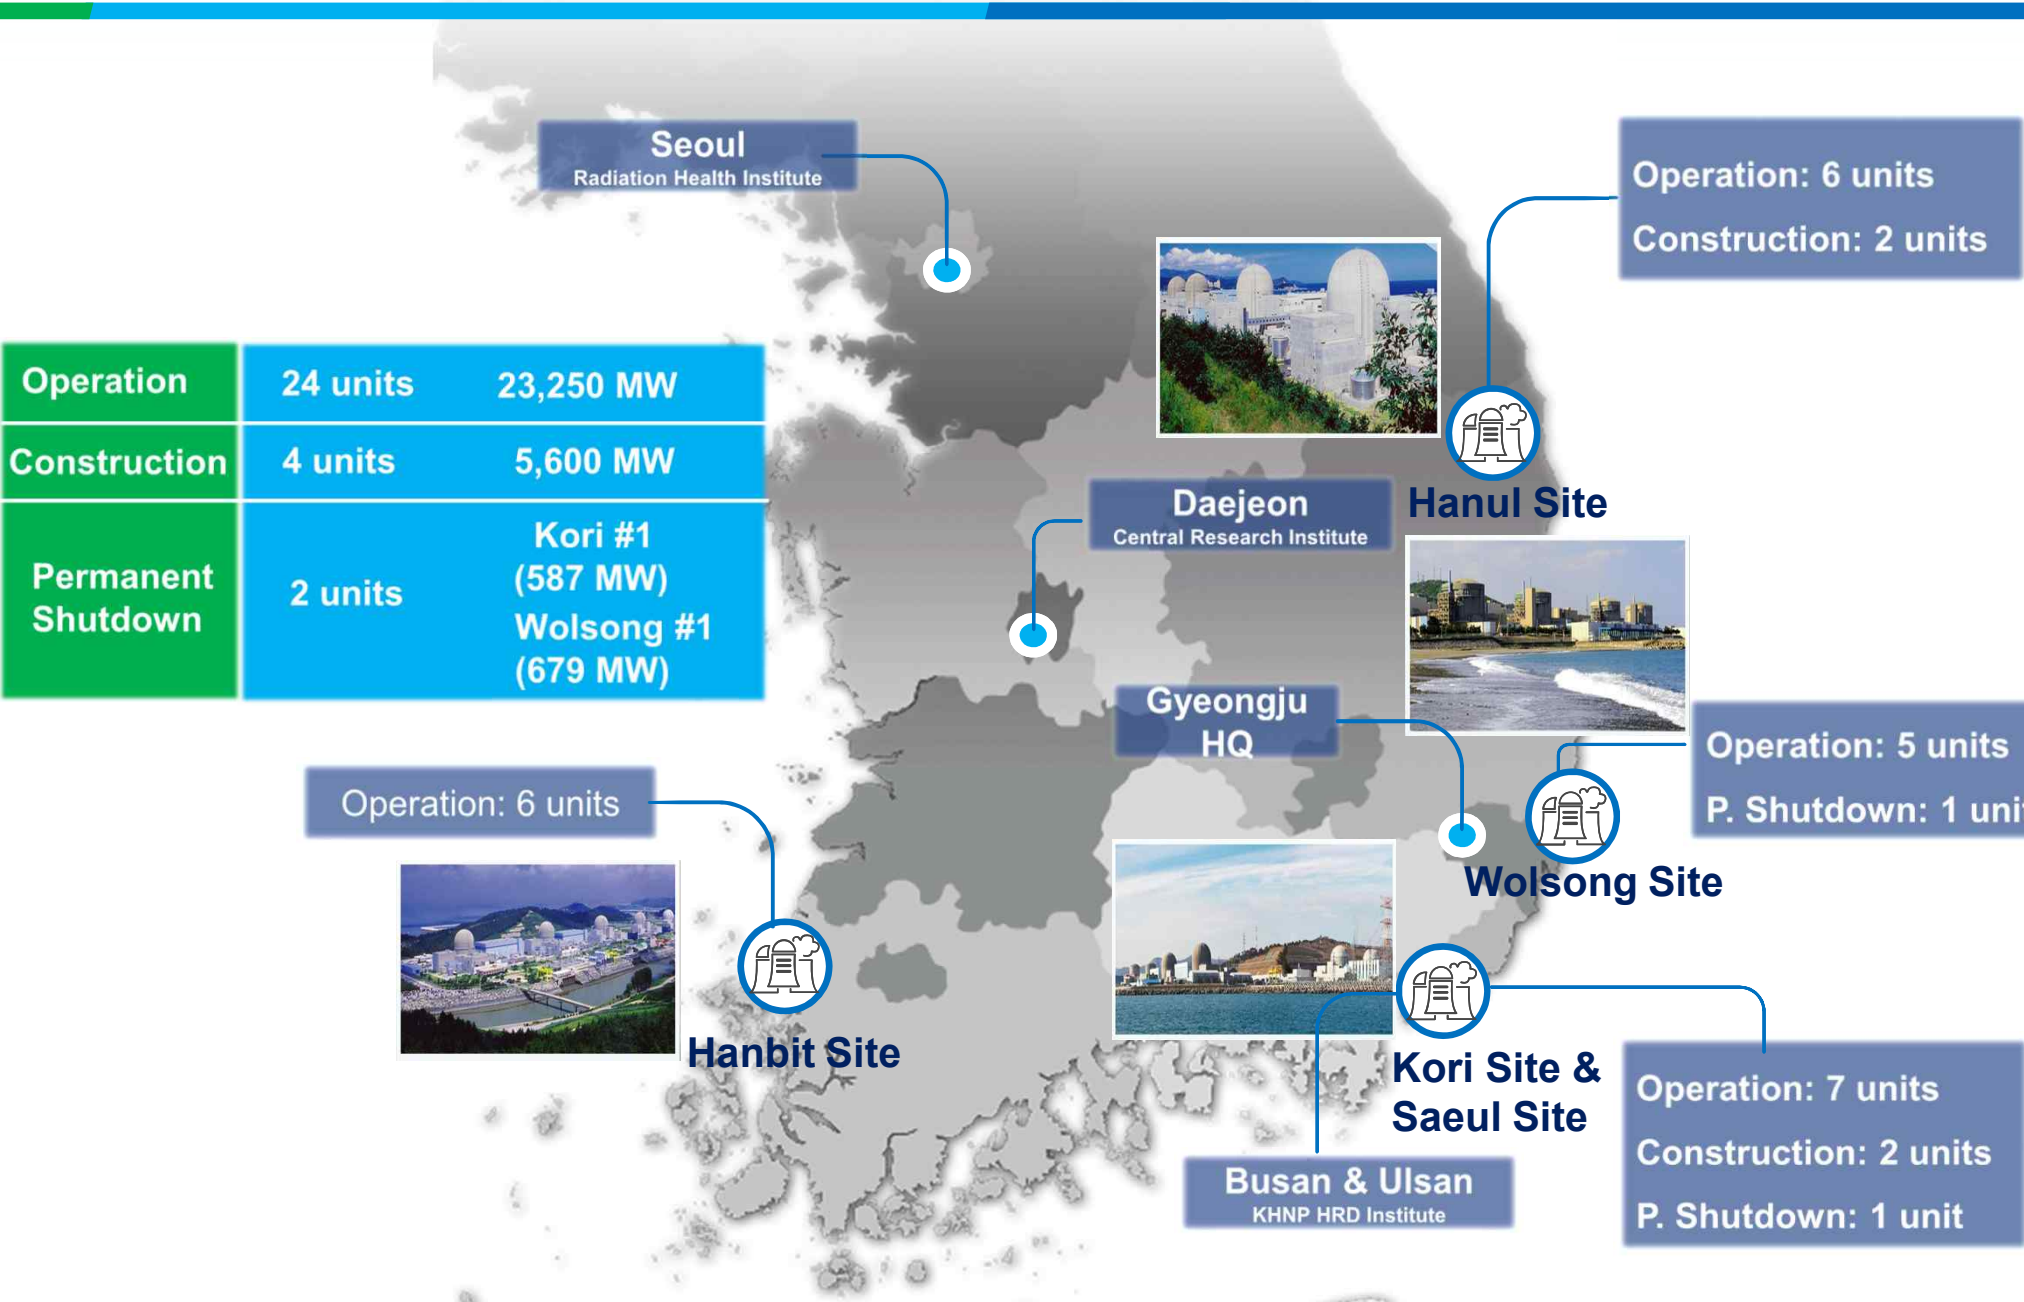 Seoul
Radiation Health Institute
Operation: 6 units
Construction: 2 units
Operation 24 units 23,250 MW
Construction 4 units 5,600 MW
Permanent
Shutdown
2 units
Kori #1
(587 MW)
Wolsong #1
(679 MW)
Hanul Site
Daejeon
Central Research Institute
Gyeongju
HQ
Operation: 5 units
P. Shutdown: 1 unit
Wolsong Site
Operation: 6 units
Hanbit Site
Kori Site &
Saeul Site
Operation: 7 units
Construction: 2 units
P. Shutdown: 1 unit
Busan & Ulsan
KHNP HRD Institute